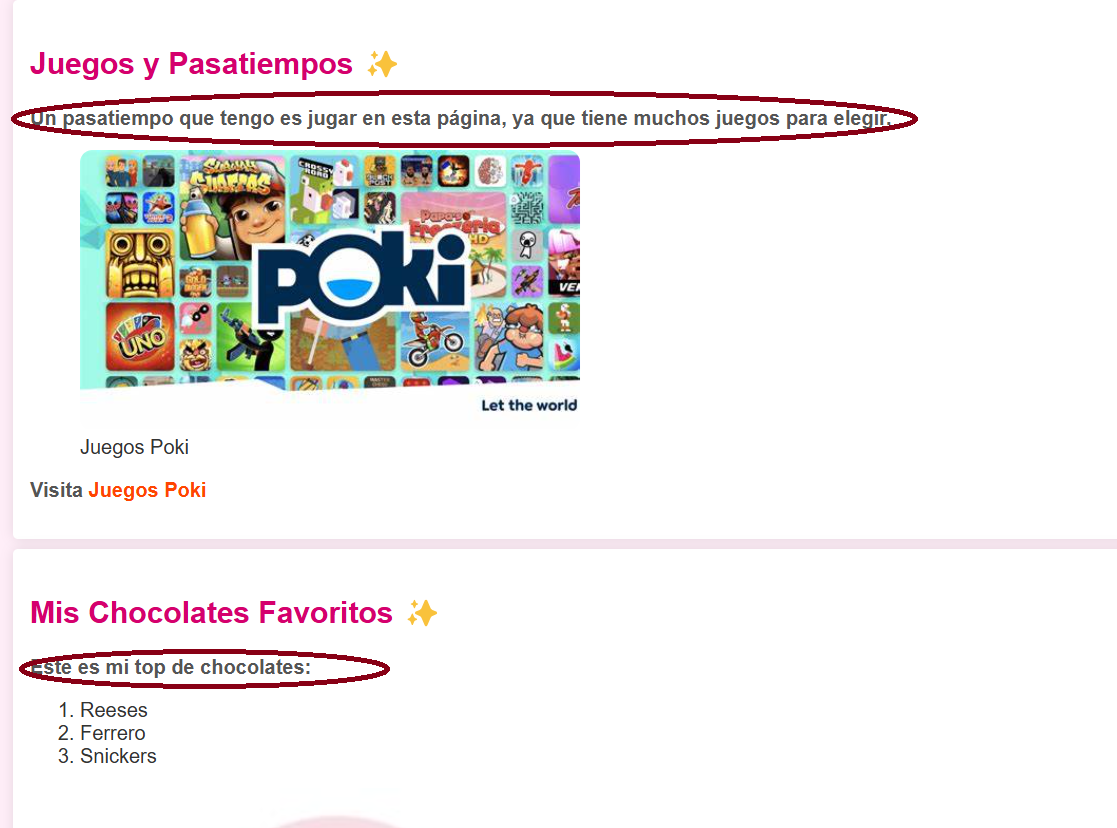 Juegos y Pasatiempos ✨
Un pasatiempo que tengo es jugar en esta página, ya que tiene muchos juegos para elegir.
SUBWAY SURFERS
CROSSY ROAD
Papa's Freezeria HD
POKi
UNO
Let the world
Juegos Poki
Visita Juegos Poki
Mis Chocolates Favoritos ✨
Este es mi top de chocolates:
1. Reeses
2. Ferrero
3. Snickers